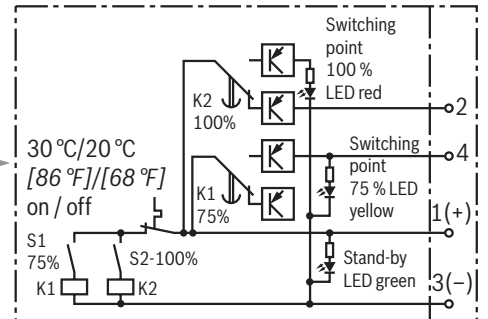 Switching
point
100 %
LED red
K2
100%
2
30 °C/20 °C
[86 °F]/[68 °F]
on / off
Switching
point
75 % LED
yellow
4
K1
75%
1(+)
S1
75%
S2-100%
K1
K2
Stand-by
LED green
3(−)